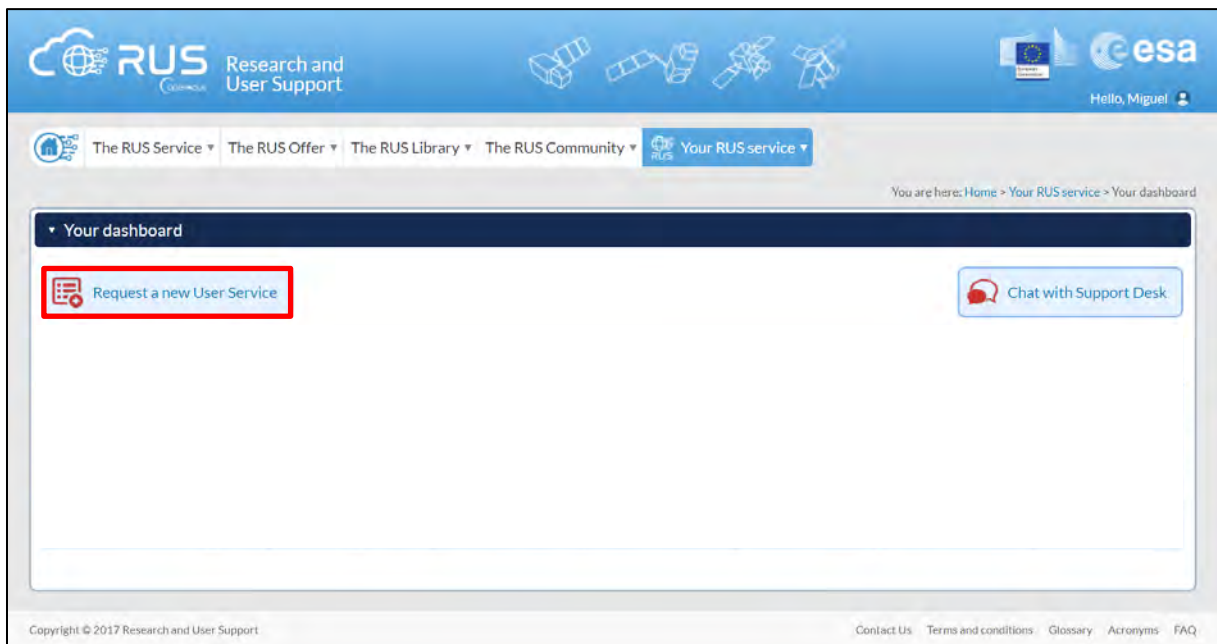 RUS
Copernicus
Research and
User Support
esa
Hello, Miguel
The RUS Service
The RUS Offer
The RUS Library
The RUS Community
RUS
Your RUS service
You are here: Home > Your RUS service > Your dashboard
Your dashboard
Request a new User Service
Chat with Support Desk
Copyright © 2017 Research and User Support
Contact Us Terms and conditions Glossary Acronyms FAQ